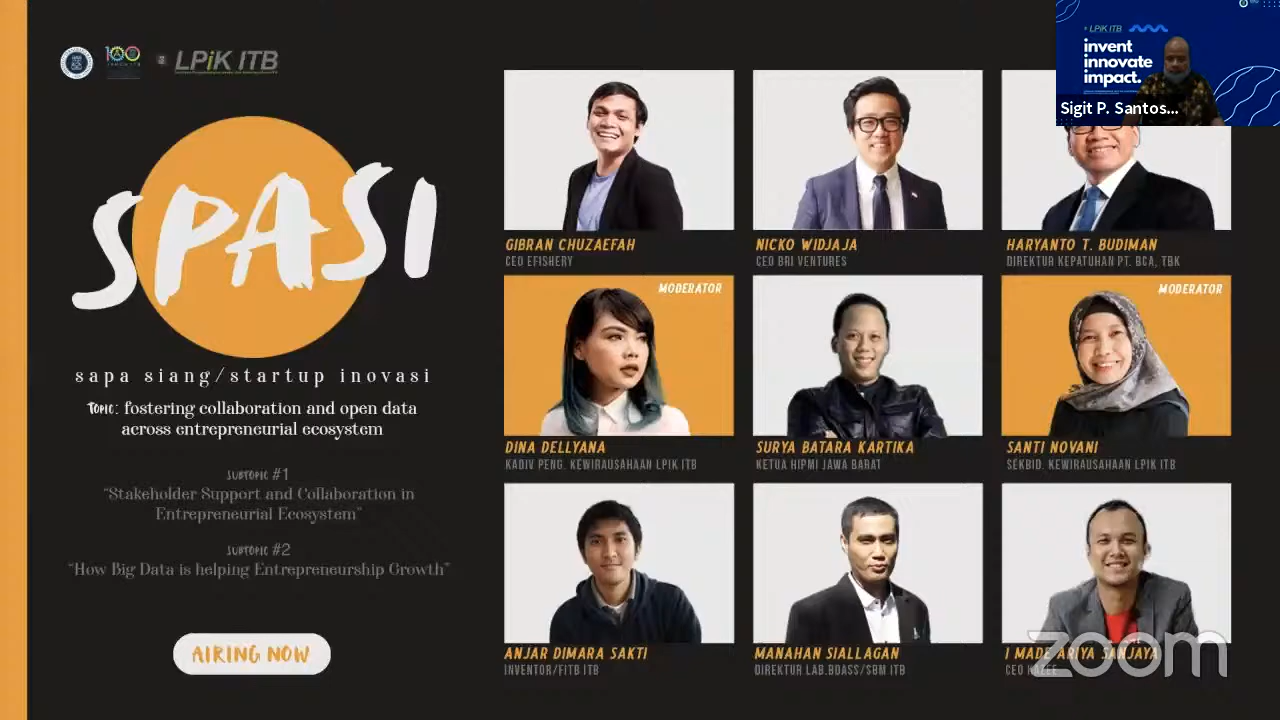 100
LPiK ITB
SPASI
sapa siang/startup inovasi
TOPIC: fostering collaboration and open data
across entrepreneurial ecosystem
SUBTOPIC #1
"Stakeholder Support and Collaboration in
Entrepreneurial Ecosystem"
SUBTOPIC #2
"How Big Data is helping Entrepreneurship Growth"
AIRING NOW
LPiK ITB
invent
innovate
impact.
Sigit P. Santos...
GIBRAN CHUZAEFAH
CEO EFISHERY
NICKO WIDJAJA
CEO BRI VENTURES
HARYANTO T. BUDIMAN
DIREKTUR KEPATUHAN PT. BCA, TBK
MODERATOR
DINA DELLYANA
KADIV PENG. KEWIRAUSAHAAN LPIK ITB
SURYA BATARA KARTIKA
KETUA HIPMI JAWA BARAT
MODERATOR
SANTI NOVANI
SEKBID. KEWIRAUSAHAAN LPIK ITB
ANJAR DIMARA SAKTI
INVENTOR/FITB ITB
MANAHAN SIALLAGAN
DIREKTUR LAB.BDASS/SBM ITB
I MADE ARIYA SANJAYA
CEO KAZEE
zoom